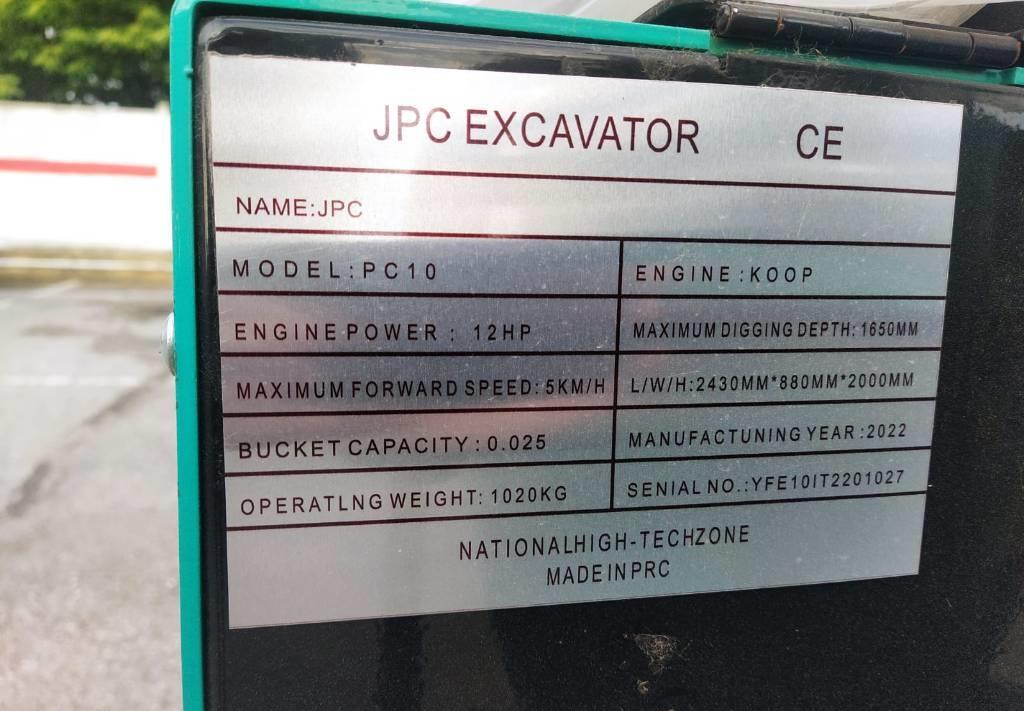 JPC EXCAVATOR CE
NAME:JPC
MODEL:PC10
ENGINE:KOOP
ENGINE POWER: 12HP
MAXIMUM DIGGING DEPTH: 1650MM
MAXIMUM FORWARD SPEED: 5KM/H
L/W/H:2430MM*880MM*2000MM
BUCKET CAPACITY:0.025
MANUFACTUNING YEAR:2022
OPERATLNG WEIGHT: 1020KG
SENIAL NO.:YFE10IT2201027
NATIONALHIGH-TECHZONE
MADE IN PRC